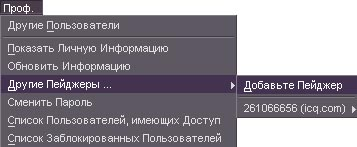 Проф.
Другие Пользователи
Показать Личную Информацию
Обновить Информацию
Другие Пейджеры ...
Добавьте Пейджер
Сменить Пароль
261066656 (icq.com)
Список Пользователей, имеющих Доступ
Список Заблокированных Пользователей